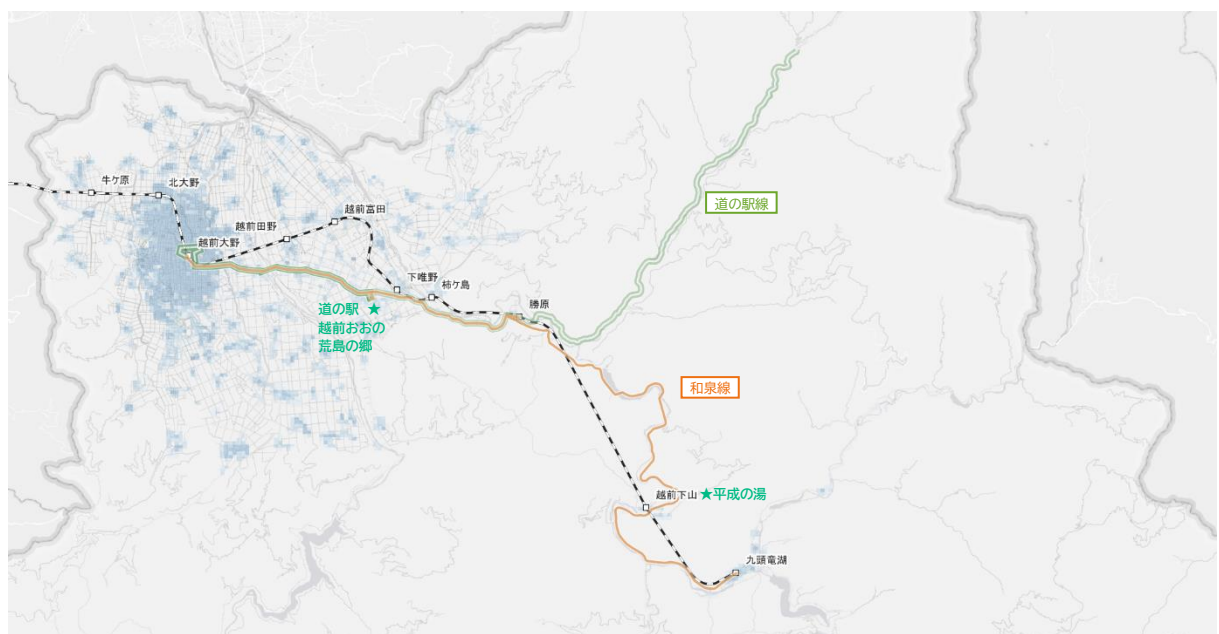 牛ケ原
北大野
越前富田
越前田野
越前大野
道の駅線
下唯野
柿ケ島
勝原
道の駅 ★
越前おおの
荒島の郷
和泉線
越前下山
★平成の湯
九頭竜湖